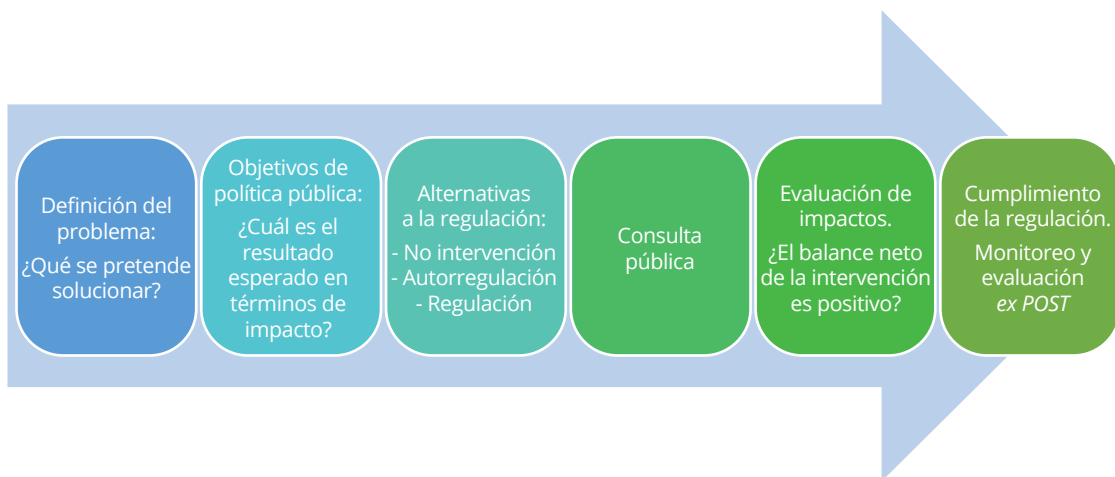 Definición del
problema:
¿Qué se pretende
solucionar?
Objetivos de
política pública:
¿Cuál es el
resultado
esperado en
términos de
impacto?
Alternativas
a la regulación:
- No intervención
- Autorregulación
- Regulación
Consulta
pública
Evaluación de
impactos.
¿El balance neto
de la intervención
es positivo?
Cumplimiento
de la regulación.
Monitoreo y
evaluación
ex POST